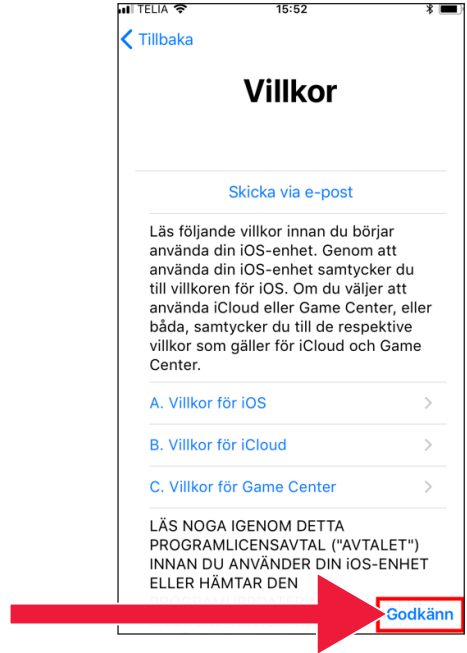 TELIA 15:52
Tillbaka
Villkor
Skicka via e-post
Läs följande villkor innan du börjar
använda din iOS-enhet. Genom att
använda din iOS-enhet samtycker du
till villkoren för iOS. Om du väljer att
använda iCloud eller Game Center, eller
båda, samtycker du till de respektive
villkor som gäller för iCloud och Game
Center.
A. Villkor för iOS
B. Villkor för iCloud
C. Villkor för Game Center
LÄS NOGA IGENOM DETTA
PROGRAMLICENSAVTAL ("AVTALET")
INNAN DU ANVÄNDER DIN iOS-ENHET
ELLER HÄMTAR DEN
Godkänn